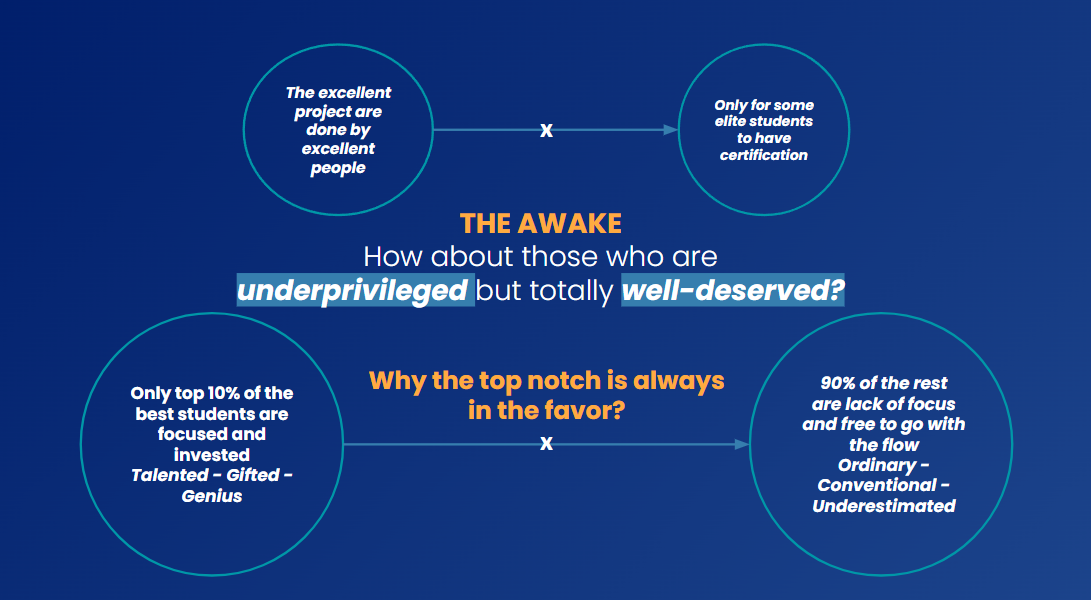 The excellent
project are
done by
excellent
people
X
Only for some
elite students
to have
certification
THE AWAKE
How about those who are
underprivileged but totally well-deserved?
Only top 10% of the
best students are
focused and
invested
Talented - Gifted -
Genius
Why the top notch is always
in the favor?
X
90% of the rest
are lack of focus
and free to go with
the flow
Ordinary -
Conventional -
Underestimated